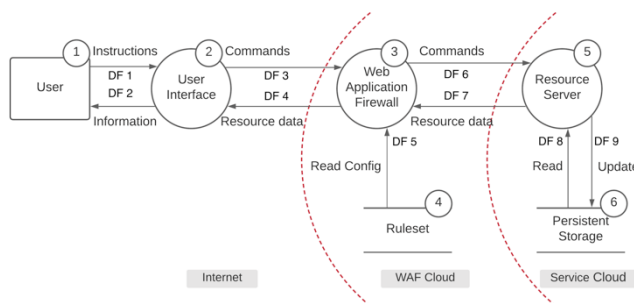 1
Instructions
2
Commands
3
Commands
5
User
DF 1
DF 2
User
Interface
DF 3
DF 4
Web
Application
Firewall
DF 6
DF 7
Resource
Server
Information
Resource data
Resource data
DF 5
DF 8
DF 9
Read Config
Read
Update
4
6
Ruleset
Persistent
Storage
Internet
WAF Cloud
Service Cloud